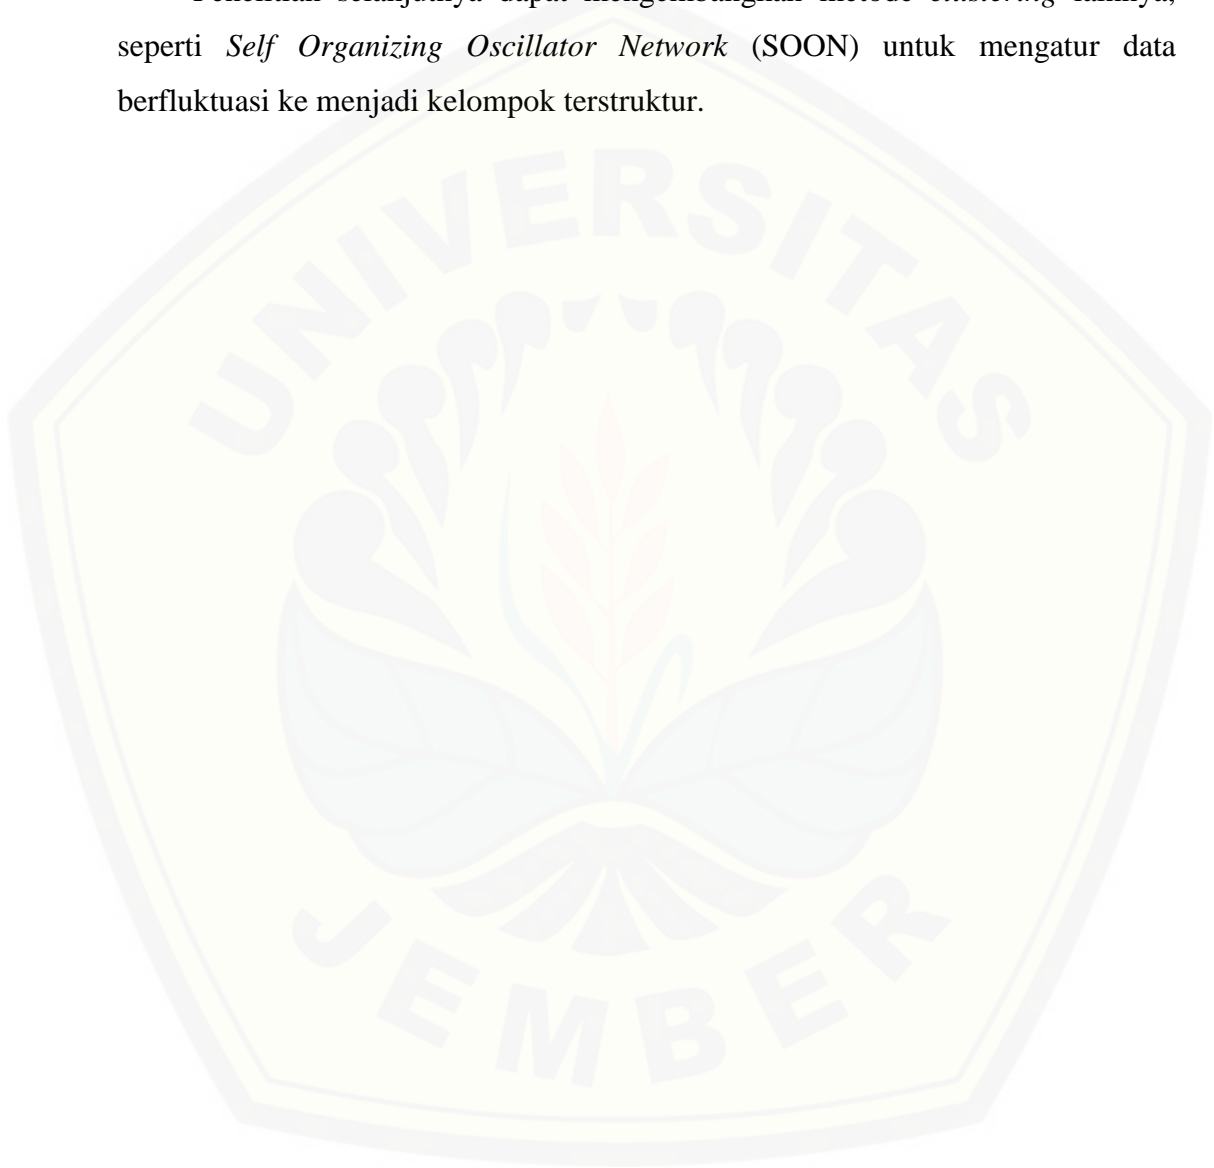 Penelitian selanjutnya dapat mengembangkan metode clustering lainnya,
seperti Self Organizing Oscillator Network (SOON) untuk mengatur data
berfluktuasi ke menjadi kelompok terstruktur.
UNIVERSITAS
JEMBER